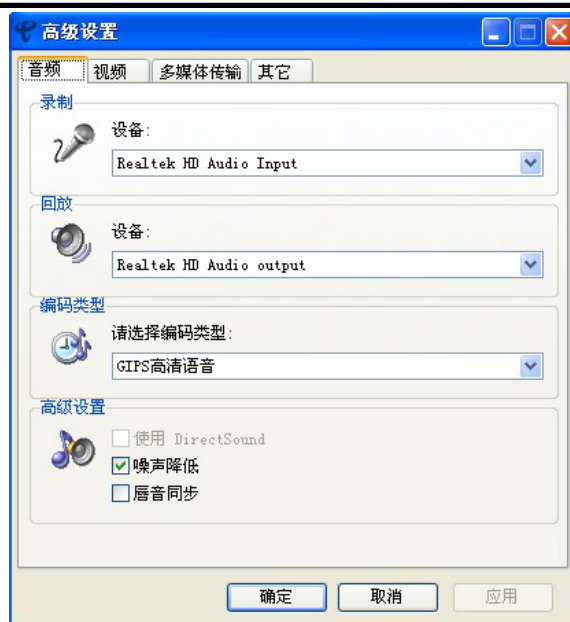 高级设置
音频 视频 多媒体传输 其它
录制
设备:
Realtek HD Audio Input
回放
设备:
Realtek HD Audio output
编码类型
请选择编码类型:
GIPS高清语音
高级设置
使用 DirectSound
噪声降低
唇音同步
确定 取消 应用